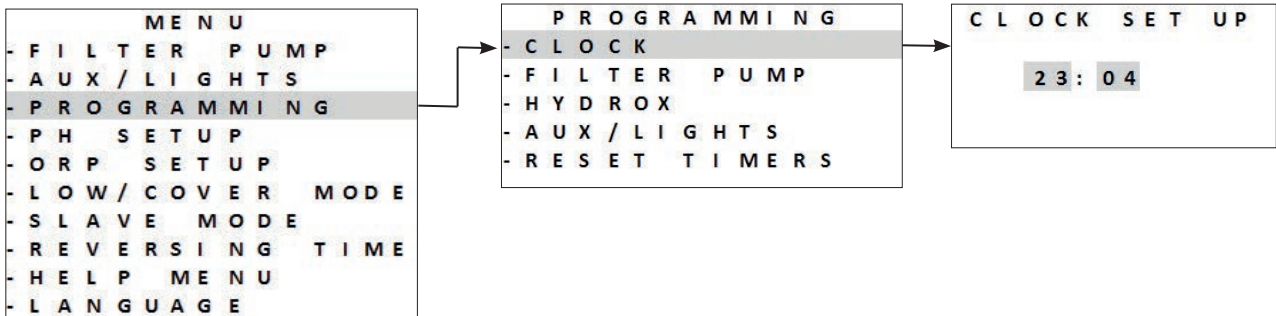 MENU
-FILTER PUMP
-AUX/LIGHTS
-PROGRAMMING
-PH SETUP
-ORP SETUP
-LOW/COVER MODE
-SLAVE MODE
-REVERSING TIME
-HELP MENU
-LANGUAGE
PROGRAMMING
-CLOCK
-FILTER PUMP
-HYDROX
-AUX/LIGHTS
-RESET TIMERS
CLOCK SET UP
23:04